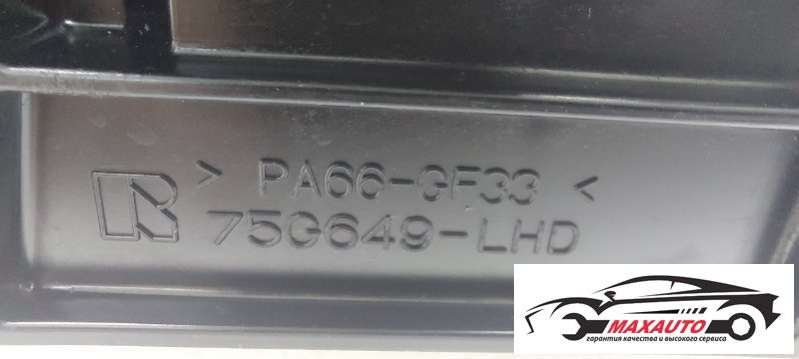 > PA66-GF33 <
75G649-LHD
MAXAUTO
гарантия качества и высокого сервиса